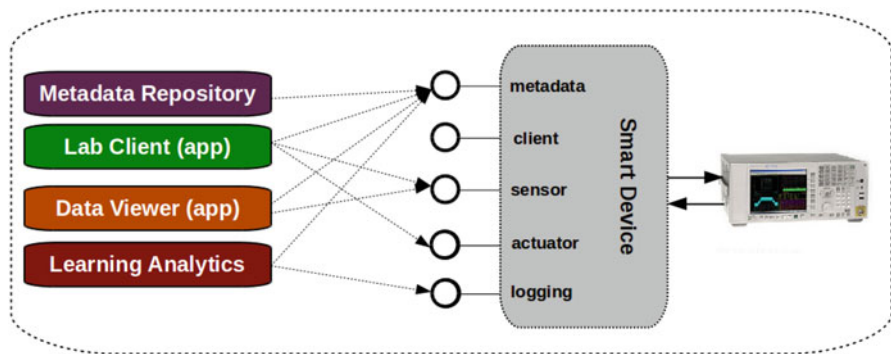 Metadata Repository
Lab Client (app)
Data Viewer (app)
Learning Analytics
metadata
client
sensor
actuator
logging
Smart Device